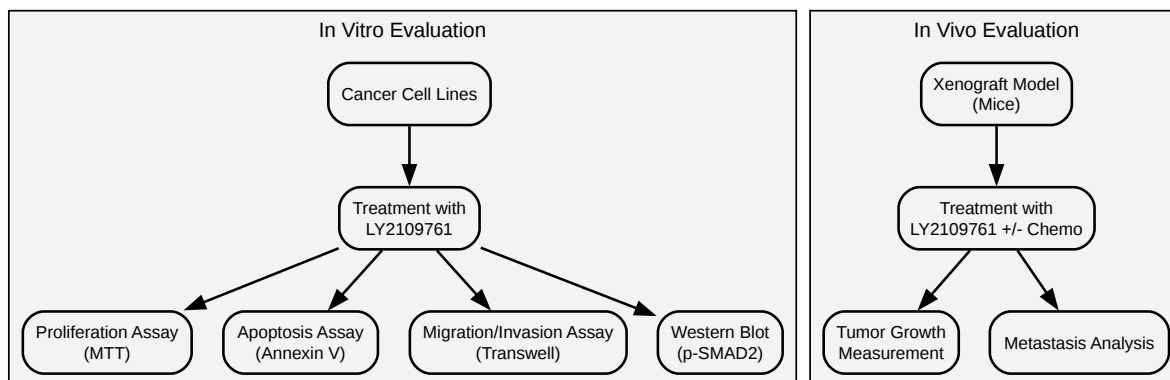 In Vitro Evaluation
Cancer Cell Lines
Treatment with
LY2109761
Proliferation Assay
(MTT)
Apoptosis Assay
(Annexin V)
Migration/Invasion Assay
(Transwell)
Western Blot
(p-SMAD2)
In Vivo Evaluation
Xenograft Model
(Mice)
Treatment with
LY2109761 +/- Chemo
Tumor Growth
Measurement
Metastasis Analysis